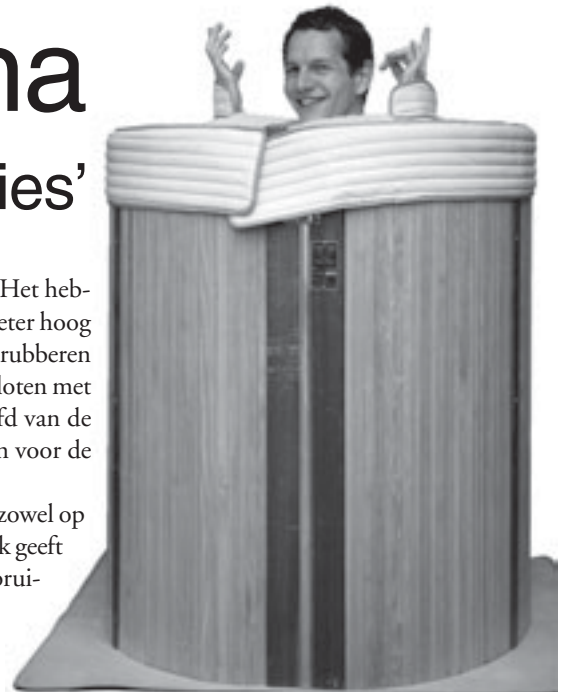 na
ies’
Het heb-
eter hoog
rubberen
loten met
fd van de
n voor de
zowel op
k geeft
brui-